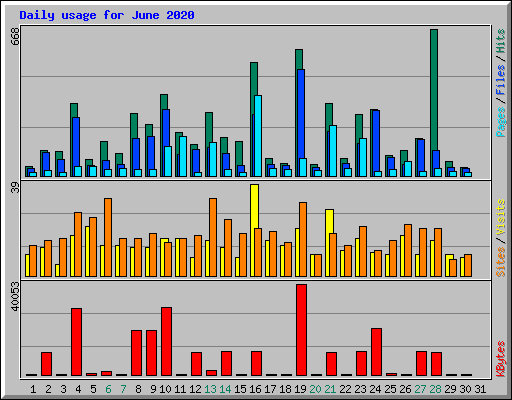 Daily usage for June 2020
668
Pages / Files / Hits
39
Sites / Visits
40053
KBytes
1 2 3 4 5 6 7 8 9 10 11 12 13 14 15 16 17 18 19 20 21 22 23 24 25 26 27 28 29 30 31